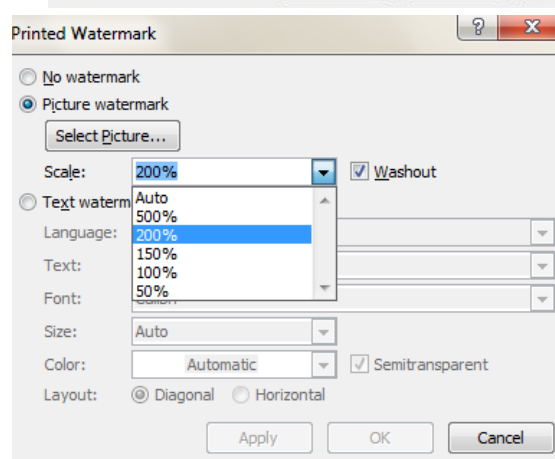 Printed Watermark
No watermark
Picture watermark
Select Picture...
Scale: 200% Washout
Auto
Text waterm
500%
Language: 200%
150%
Text: 100%
50%
Font:
Size: Auto
Color: Automatic Semitransparent
Layout: Diagonal Horizontal
Apply OK Cancel